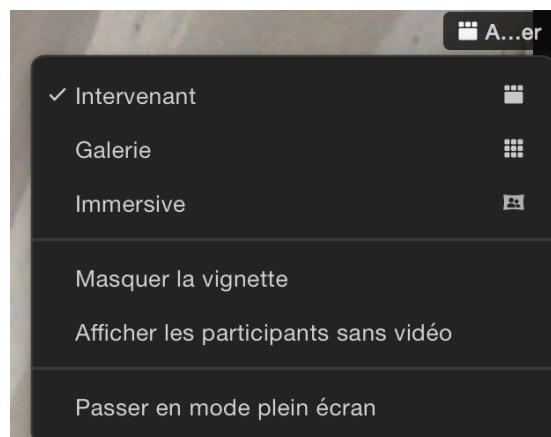 A...er
Intervenant
Galerie
Immersive
Masquer la vignette
Afficher les participants sans vidéo
Passer en mode plein écran